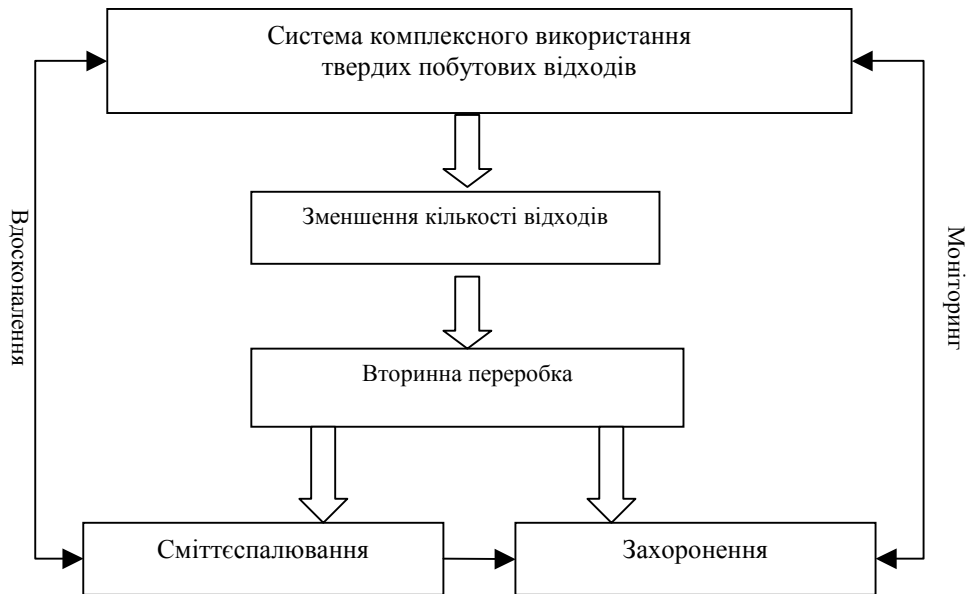 Система комплексного використання
твердих побутових відходів
Зменшення кількості відходів
Вдосконалення
Моніторинг
Вторинна переробка
Сміттєспалювання
Захоронення